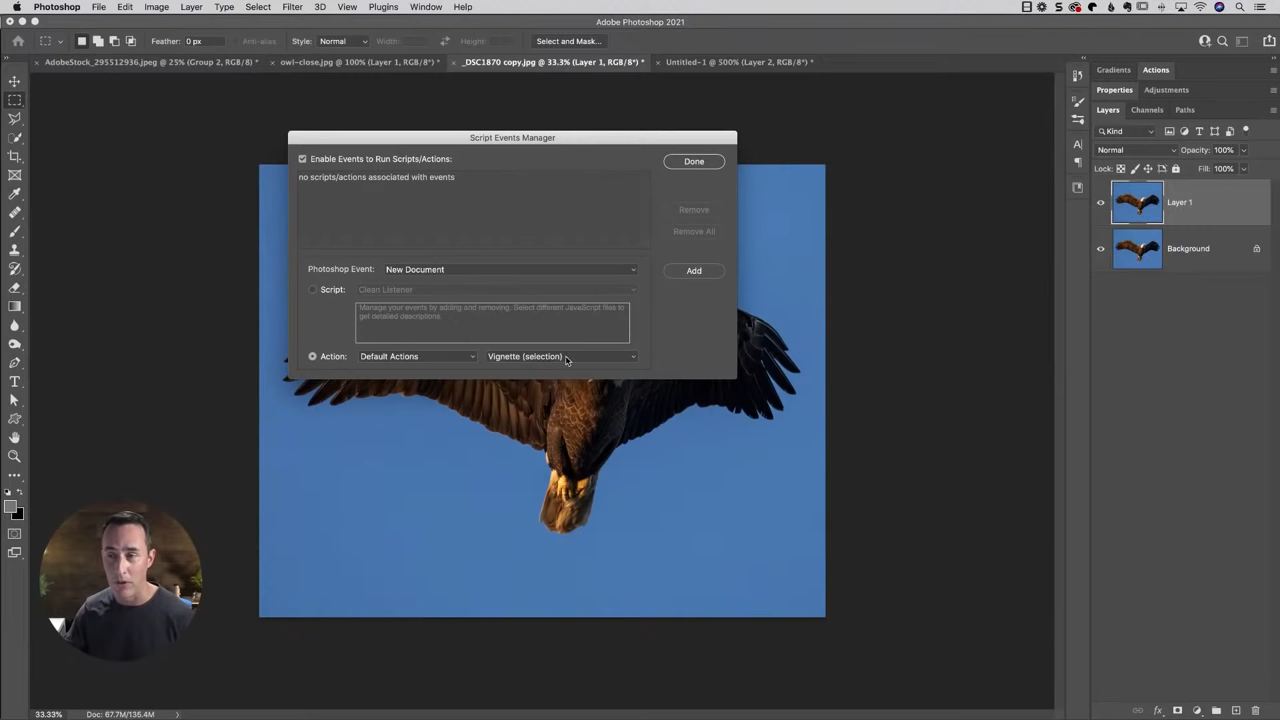 Photoshop File Edit Image Layer Type Select Filter 3D View Plugins Window Help
Adobe Photoshop 2021
Feather: 0 px Anti-alias Style: Normal Width: Height: Select and Mask...
× AdobeStock_295512936.jpeg @ 25% (Group 2, RGB/8) * × owl-close.jpg @ 100% (Layer 1, RGB/8*) * × _DSC1870 copy.jpg @ 33.3% (Layer 1, RGB/8*) * × Untitled-1 @ 500% (Layer 2, RGB/8*) *
Gradients Actions
Properties Adjustments
Layers Channels Paths
Kind
Normal Opacity: 100%
Lock: Fill: 100%
Layer 1
Background
Script Events Manager
Enable Events to Run Scripts/Actions:
Done
no scripts/actions associated with events
Remove
Remove All
Photoshop Event: New Document
Add
Script: Clean Listener
Manage your events by adding and removing. Select different JavaScript files to
get detailed descriptions.
Action: Default Actions Vignette (selection)
33.33% Doc: 67.7M/135.4M